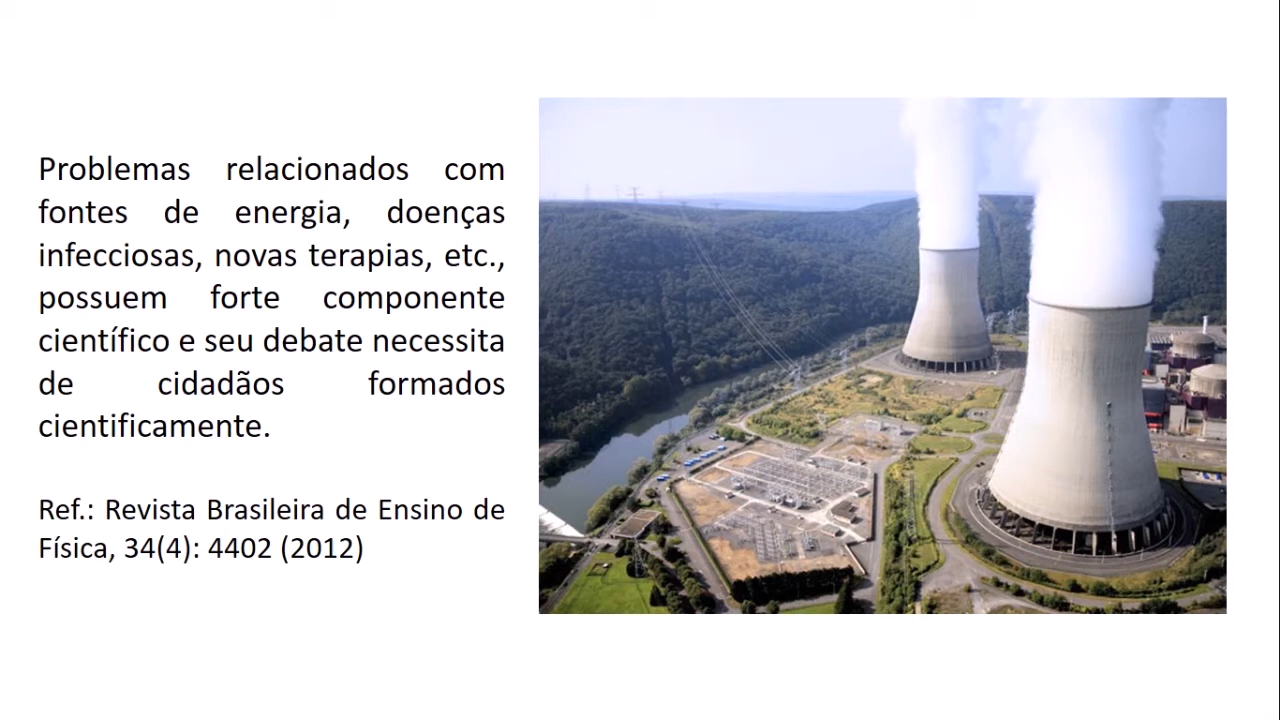 Problemas relacionados com
fontes de energia, doenças
infecciosas, novas terapias, etc.,
possuem forte componente
científico e seu debate necessita
de cidadãos formados
cientificamente.
Ref.: Revista Brasileira de Ensino de
Física, 34(4): 4402 (2012)